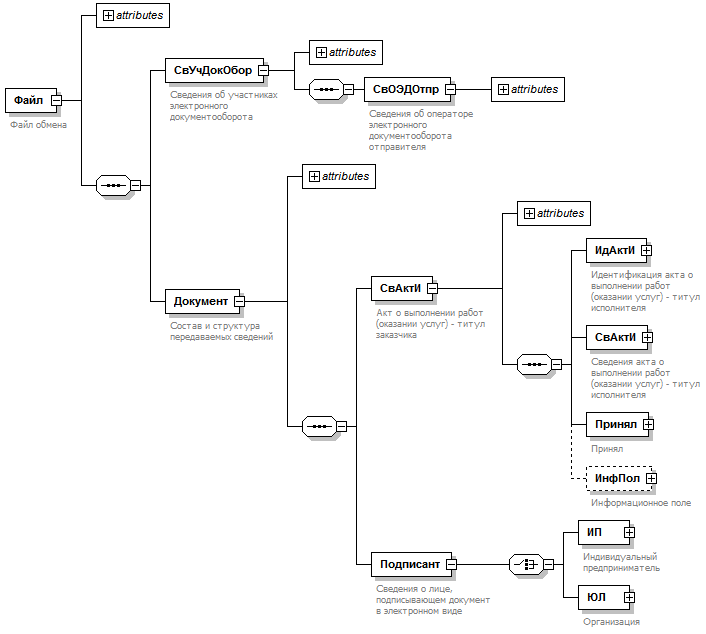 attributes
Файл
Файл обмена
СвУчДокОбор
Сведения об участниках
электронного
документооборота
attributes
СвОЭДОтпр
Сведения об операторе
электронного
документооборота
отправителя
attributes
Документ
Состав и структура
передаваемых сведений
attributes
СвАктИ
Акт о выполнении работ
(оказании услуг) - титул
заказчика
attributes
ИдАктИ
Идентификация акта о
выполнении работ
(оказании услуг) - титул
исполнителя
СвАктИ
Сведения акта о
выполнении работ
(оказании услуг) - титул
исполнителя
Принял
Принял
ИнфПол
Информационное поле
Подписант
Сведения о лице,
подписывающем документ
в электронном виде
ИП
Индивидуальный
предприниматель
ЮЛ
Организация